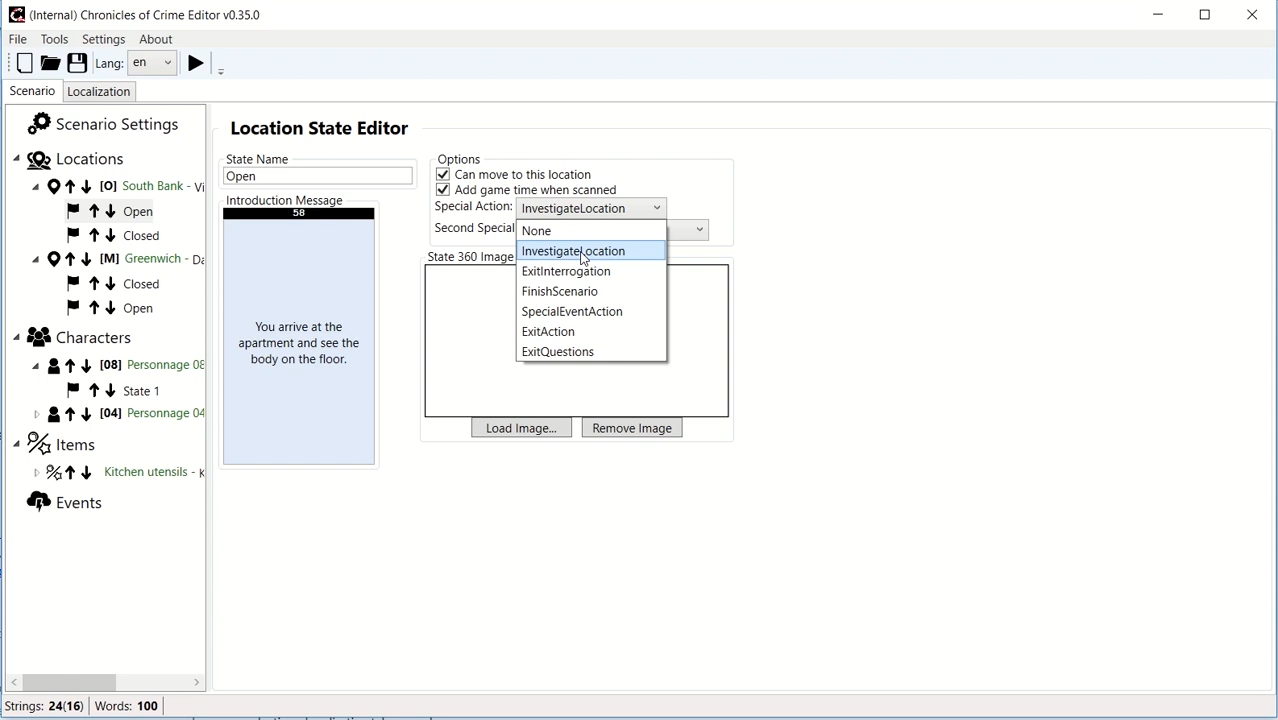 (Internal) Chronicles of Crime Editor v0.35.0
File Tools Settings About
Lang: en
Scenario Localization
Scenario Settings
Locations
[O] South Bank - Vi
Open
Closed
[M] Greenwich - Da
Closed
Open
Characters
[08] Personnage 08
State 1
[04] Personnage 04
Items
Kitchen utensils - K
Events
Location State Editor
State Name
Open
Introduction Message
58
You arrive at the
apartment and see the
body on the floor.
Options
Can move to this location
Add game time when scanned
Special Action: InvestigateLocation
Second Special
None
InvestigateLocation
ExitInterrogation
FinishScenario
SpecialEventAction
ExitAction
ExitQuestions
State 360 Image
Load Image... Remove Image
Strings: 24(16) Words: 100